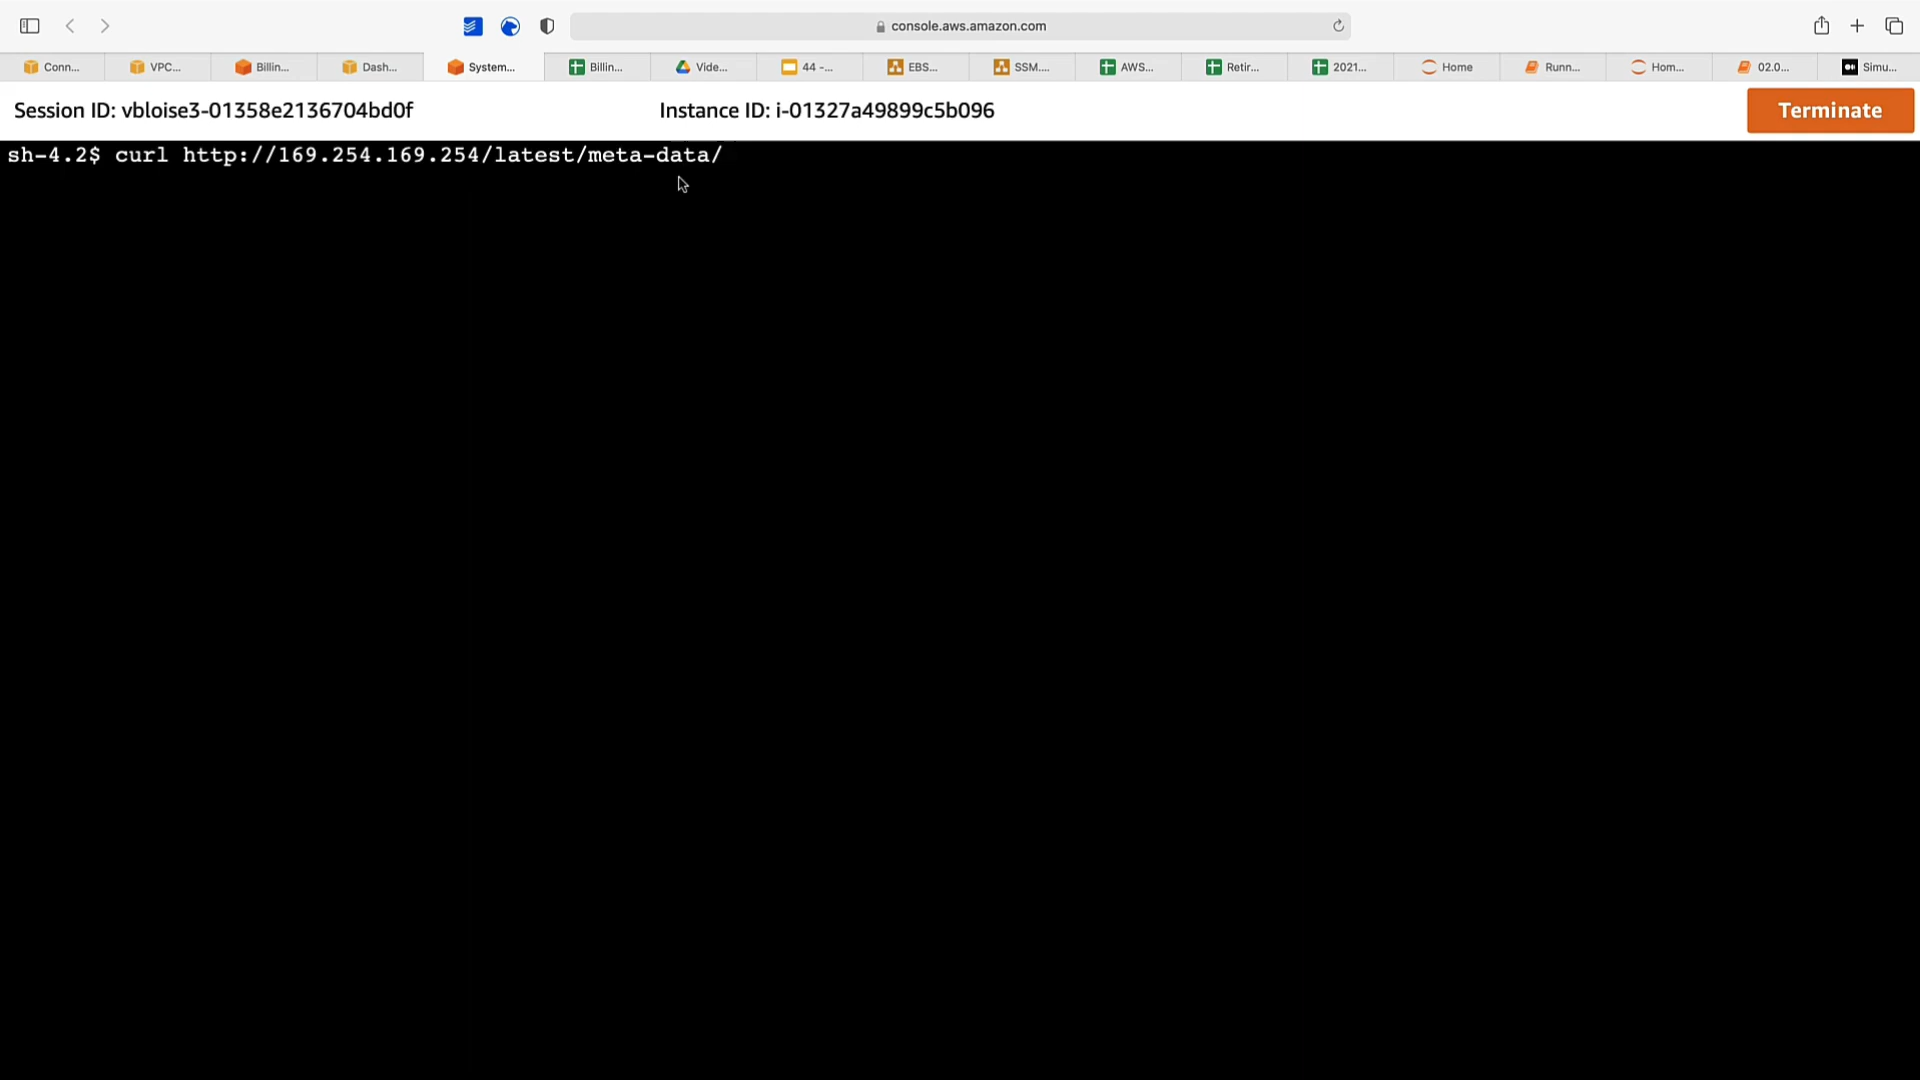 console.aws.amazon.com
Conn... VPC... Billin... Dash... System... Billin... Vide... 44 -... EBS... SSM.... AWS... Retir... 2021... Home Runn... Hom... 02.0... Simu...
Session ID: vbloise3-01358e2136704bd0f Instance ID: i-01327a49899c5b096 Terminate
sh-4.2$ curl http://169.254.169.254/latest/meta-data/